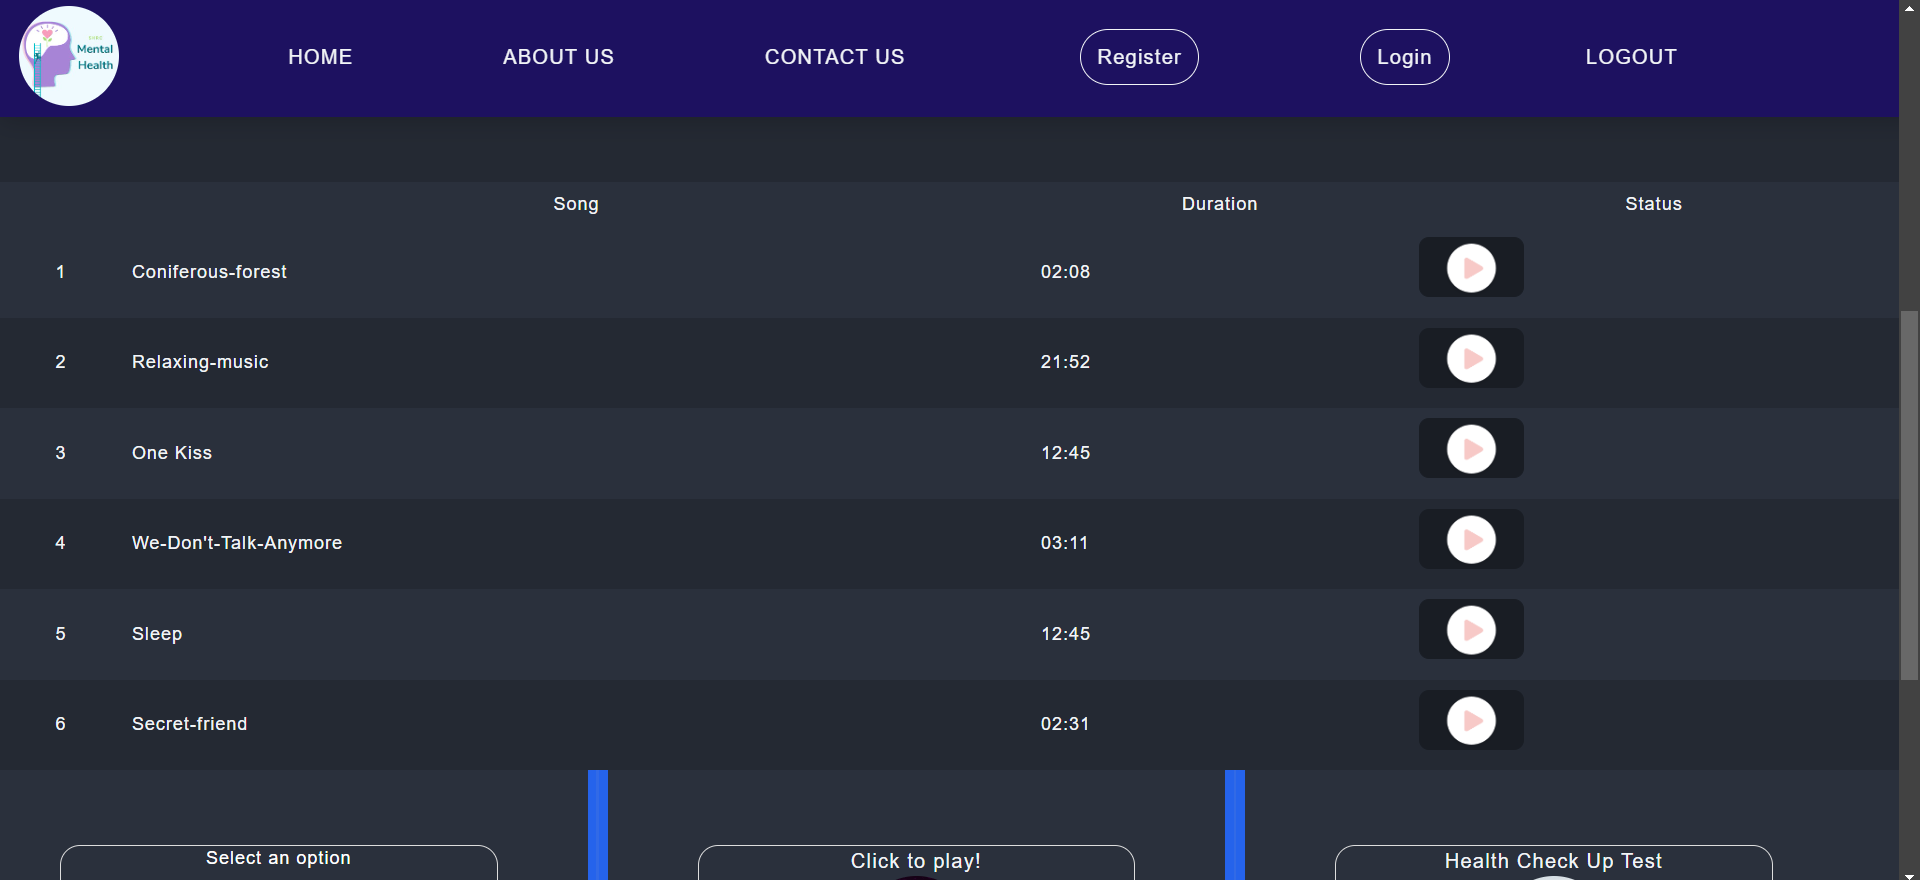 Mental
Health
HOME ABOUT US CONTACT US Register Login LOGOUT
Song Duration Status
1 Coniferous-forest 02:08
2 Relaxing-music 21:52
3 One Kiss 12:45
4 We-Don't-Talk-Anymore 03:11
5 Sleep 12:45
6 Secret-friend 02:31
Select an option Click to play! Health Check Up Test